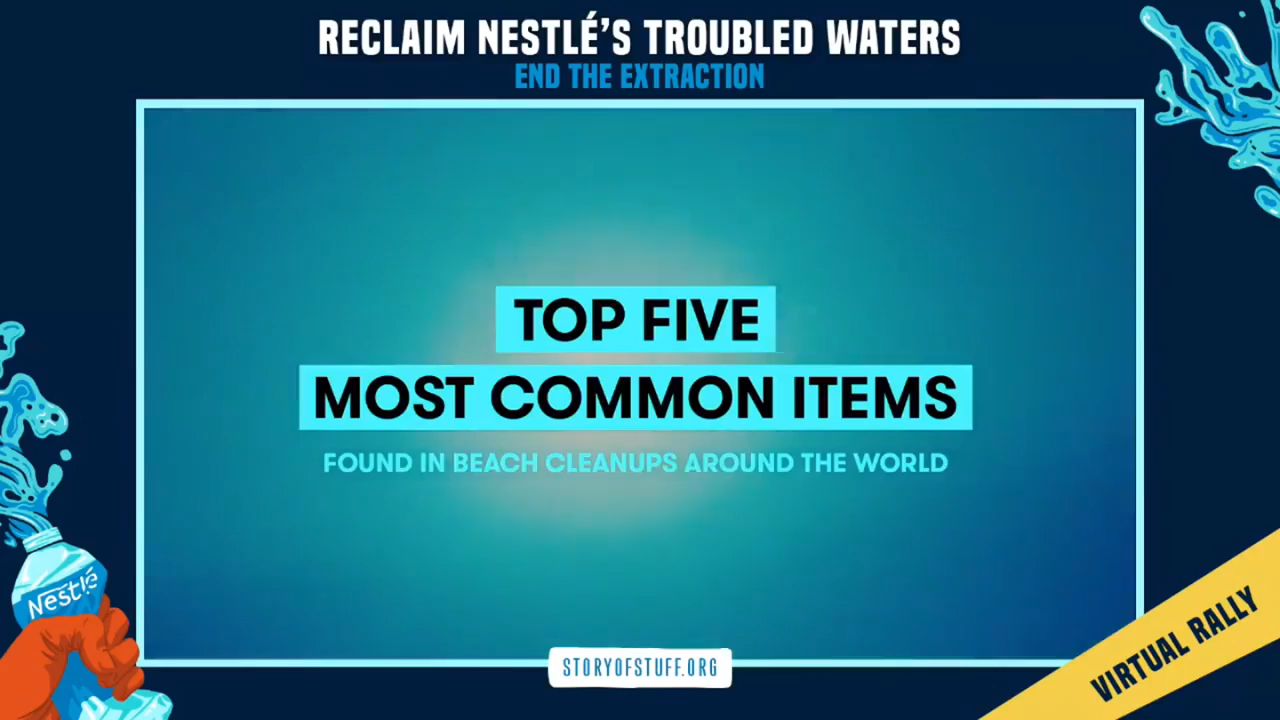 RECLAIM NESTLÉ'S TROUBLED WATERS
END THE EXTRACTION
TOP FIVE
MOST COMMON ITEMS
FOUND IN BEACH CLEANUPS AROUND THE WORLD
Nestlé
STORYOFSTUFF.ORG
VIRTUAL RALLY